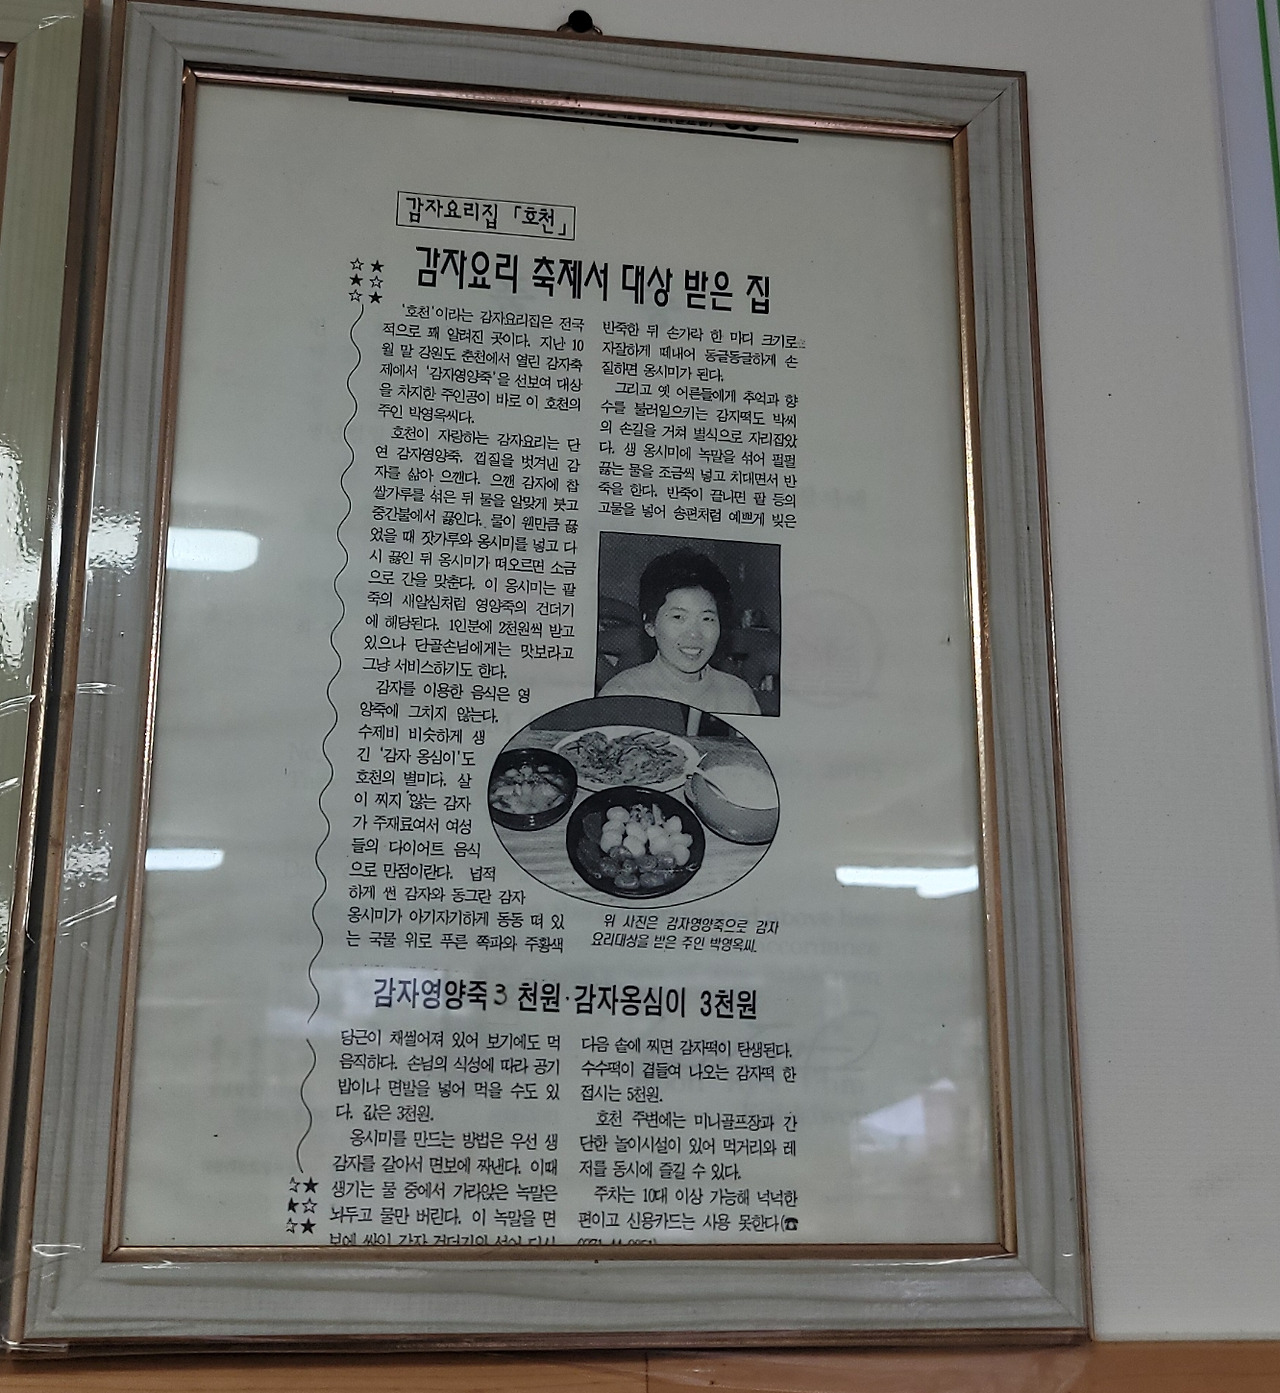 감자요리집 「호천」
감자요리 축제서 대상 받은 집
'호천'이라는 감자요리집은 전국
적으로 꽤 알려진 곳이다. 지난 10
월 말 강원도 춘천에서 열린 감자축
제에서 '감자영양죽'을 선보여 대상
을 차지한 주인공이 바로 이 호천의
주인 박영옥씨다.
호천이 자랑하는 감자요리는 단
연 감자영양죽. 껍질을 벗겨낸 감
자를 삶아 으깬다. 으깬 감자에 찹
쌀가루를 섞은 뒤 물을 알맞게 붓고
중간불에서 끓인다. 물이 웬만큼 끓
었을 때 잣가루와 옹시미를 넣고 다
시 끓인 뒤 옹시미가 떠오르면 소금
으로 간을 맞춘다. 이 옹시미는 팥
죽의 새알심처럼 영양죽의 건더기
에 해당된다. 1인분에 2천원씩 받고
있으나 단골손님에게는 맛보라고
그냥 서비스하기도 한다.
감자를 이용한 음식은 영
양죽에 그치지 않는다.
수제비 비슷하게 생
긴 '감자 옹심이'도
호천의 별미다. 살
이 찌지 않는 감자
가 주재료여서 여성
들의 다이어트 음식
으로 만점이란다. 넙적
하게 썬 감자와 동그란 감자
옹시미가 아기자기하게 동동 떠 있
는 국물 위로 푸른 쪽파와 주황색
반죽한 뒤 손가락 한 마디 크기로
자잘하게 떼내어 동글동글하게 손
질하면 옹시미가 된다.
그리고 옛 어른들에게 추억과 향
수를 불러일으키는 감자떡도 박씨
의 손길을 거쳐 별식으로 자리잡았
다. 생 옹시미에 녹말을 섞어 펄펄
끓는 물을 조금씩 넣고 치대면서 반
죽을 한다. 반죽이 끝나면 팥 등의
고물을 넣어 송편처럼 예쁘게 빚은
위 사진은 감자영양죽으로 감자
요리대상을 받은 주인 박영옥씨.
감자영양죽 3 천원·감자옹심이 3천원
당근이 채썰어져 있어 보기에도 먹
음직하다. 손님의 식성에 따라 공기
밥이나 면발을 넣어 먹을 수도 있
다. 값은 3천원.
옹시미를 만드는 방법은 우선 생
감자를 갈아서 면보에 짜낸다. 이때
생기는 물 중에서 가라앉은 녹말은
놔두고 물만 버린다. 이 녹말을 면
보에 싸인 감자 건더기와 섞어 다시
다음 솥에 찌면 감자떡이 탄생된다.
수수떡이 곁들여 나오는 감자떡 한
접시는 5천원.
호천 주변에는 미니골프장과 간
단한 놀이시설이 있어 먹거리와 레
저를 동시에 즐길 수 있다.
주차는 10대 이상 가능해 넉넉한
편이고 신용카드는 사용 못한다(☎